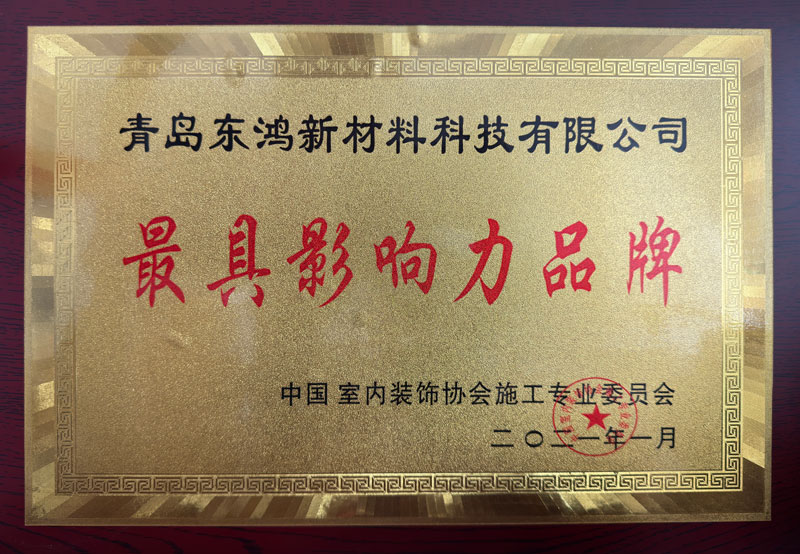 青岛东鸿新材料科技有限公司
最具影响力品牌
中国 室内装饰协会施工专业委员会
二〇二一年一月